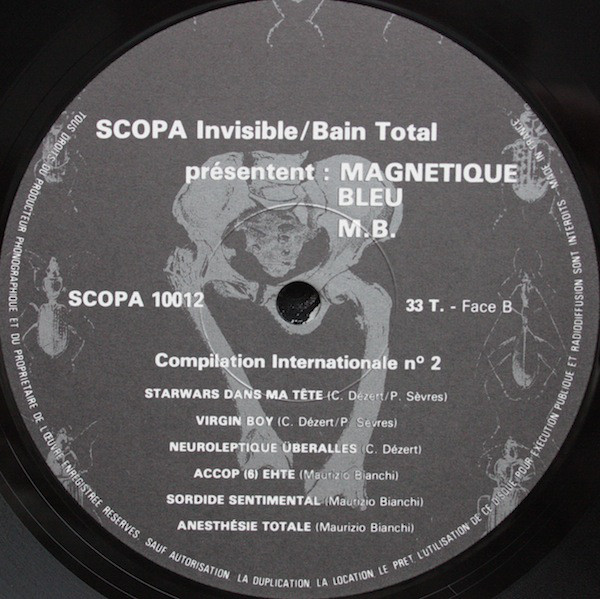 SCOPA Invisible/Bain Total
présentent : MAGNETIQUE
BLEU
M.B.
SCOPA 10012
33 T. - Face B
Compilation Internationale nº 2
STARWARS DANS MA TÊTE (C. Dézert/P. Sèvres)
VIRGIN BOY (C. Dézert/P. Sèvres)
NEUROLEPTIQUE ÜBERALLES (C. Dézert)
ACCOP (6) EHTE (Maurizio Bianchi)
SORDIDE SENTIMENTAL (Maurizio Bianchi)
ANESTHÉSIE TOTALE (Maurizio Bianchi)
TOUS DROITS DU PRODUCTEUR PHONOGRAPHIQUE ET DU PROPRIETAIRE DE L'ŒUVRE ENREGISTREE RESERVES. SAUF AUTORISATION, LA DUPLICATION, LA LOCATION, LE PRET, L'UTILISATION DE CE DISQUE POUR EXECUTION PUBLIQUE ET RADIODIFFUSION SONT INTERDITS. MADE IN FRANCE